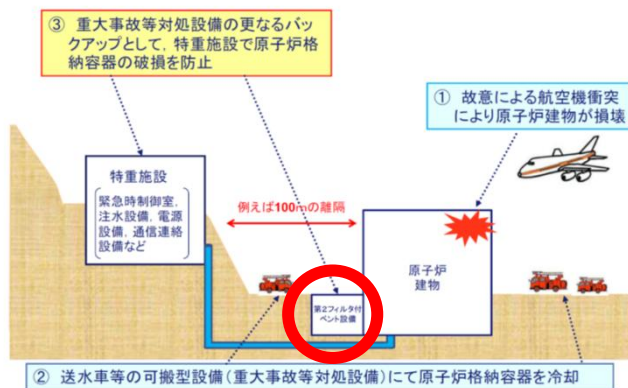 ③ 重大事故等対処設備の更なるバッ
クアップとして，特重施設で原子炉格
納容器の破損を防止
① 故意による航空機衝突
により原子炉建物が損壊
特重施設
緊急時制御室，
注水設備，電源
設備，通信連絡
設備など
例えば100mの離隔
原子炉
建物
第2フィルタ付
ベント設備
② 送水車等の可搬型設備（重大事故等対処設備）にて原子炉格納容器を冷却